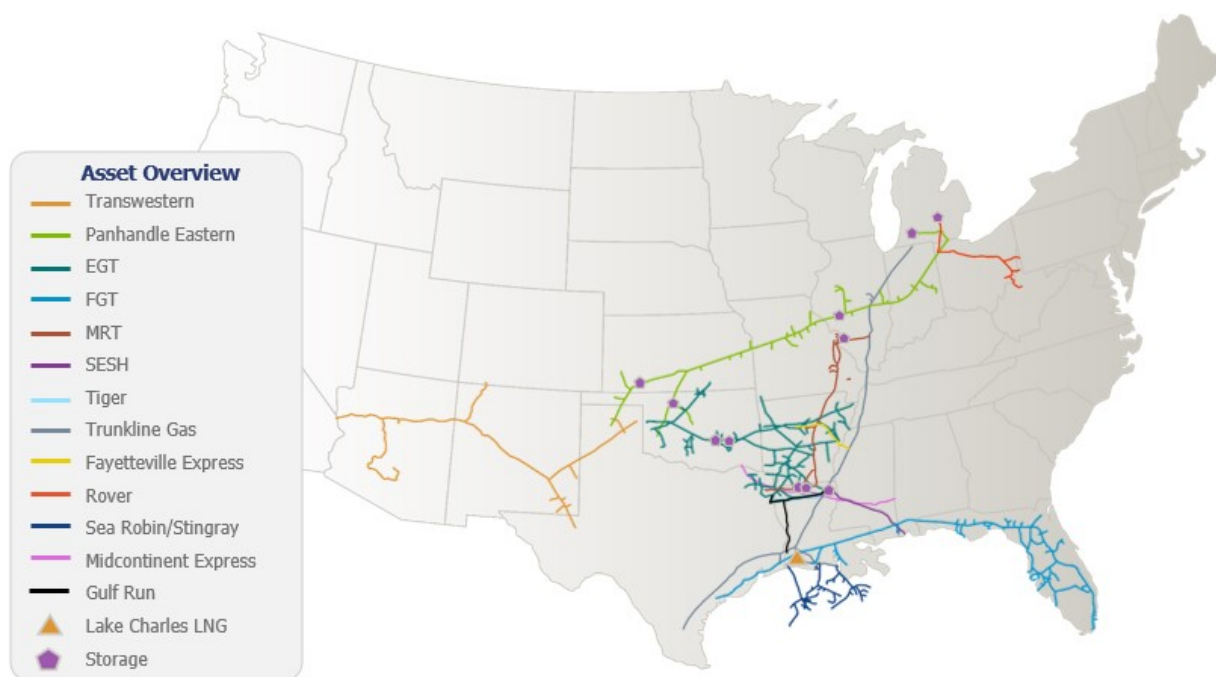 Asset Overview
Transwestern
Panhandle Eastern
EGT
FGT
MRT
SESH
Tiger
Trunkline Gas
Fayetteville Express
Rover
Sea Robin/Stingray
Midcontinent Express
Gulf Run
Lake Charles LNG
Storage